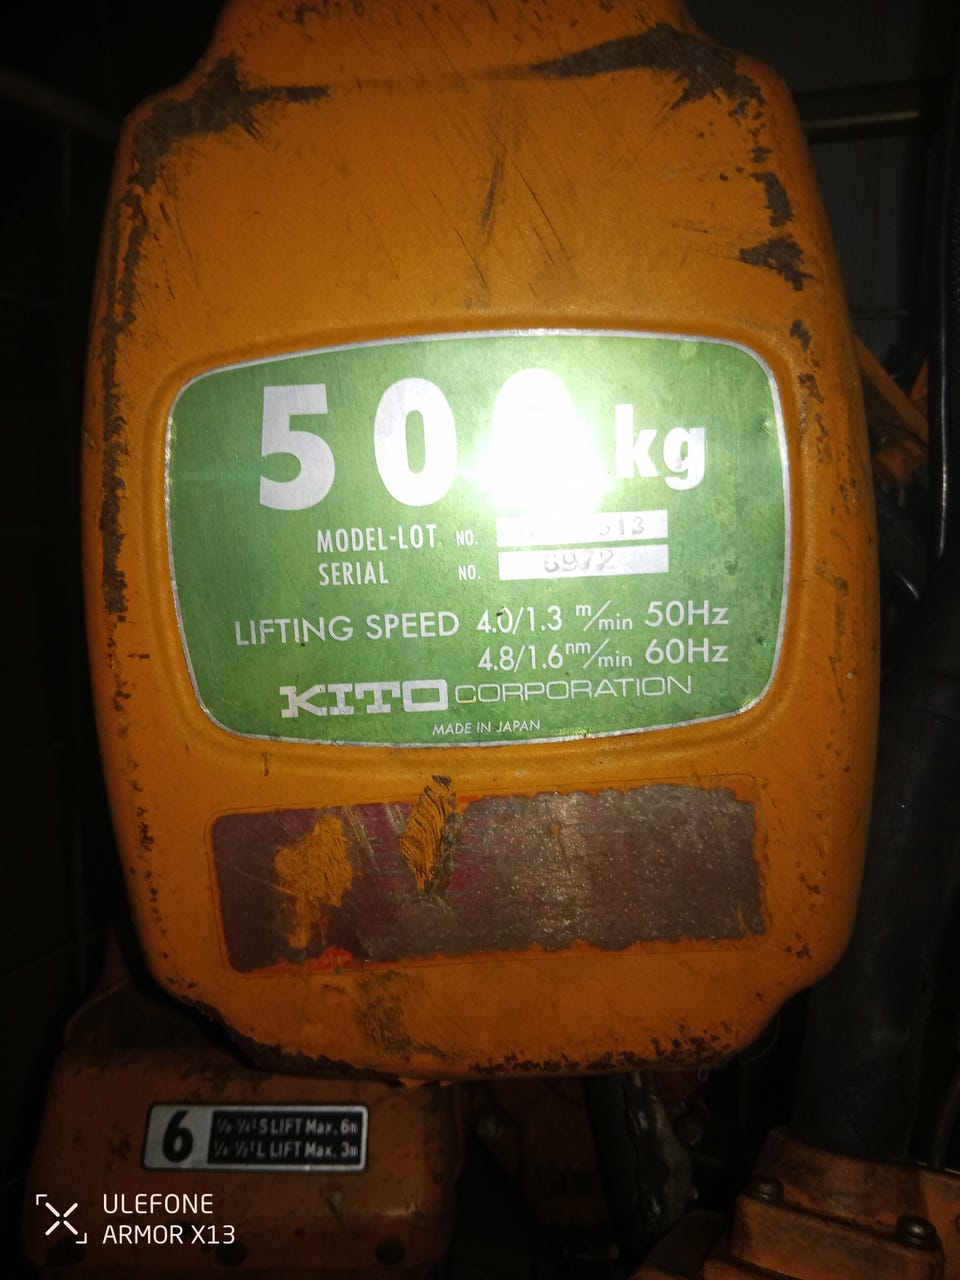 50 kg
MODEL-LOT NO. 513
SERIAL NO. 6972
LIFTING SPEED 4.0/1.3 m/min 50Hz
4.8/1.6 m/min 60Hz
KITO CORPORATION
MADE IN JAPAN
6
S LIFT Max. 6m
L LIFT Max. 3m
ULEFONE
ARMOR X13